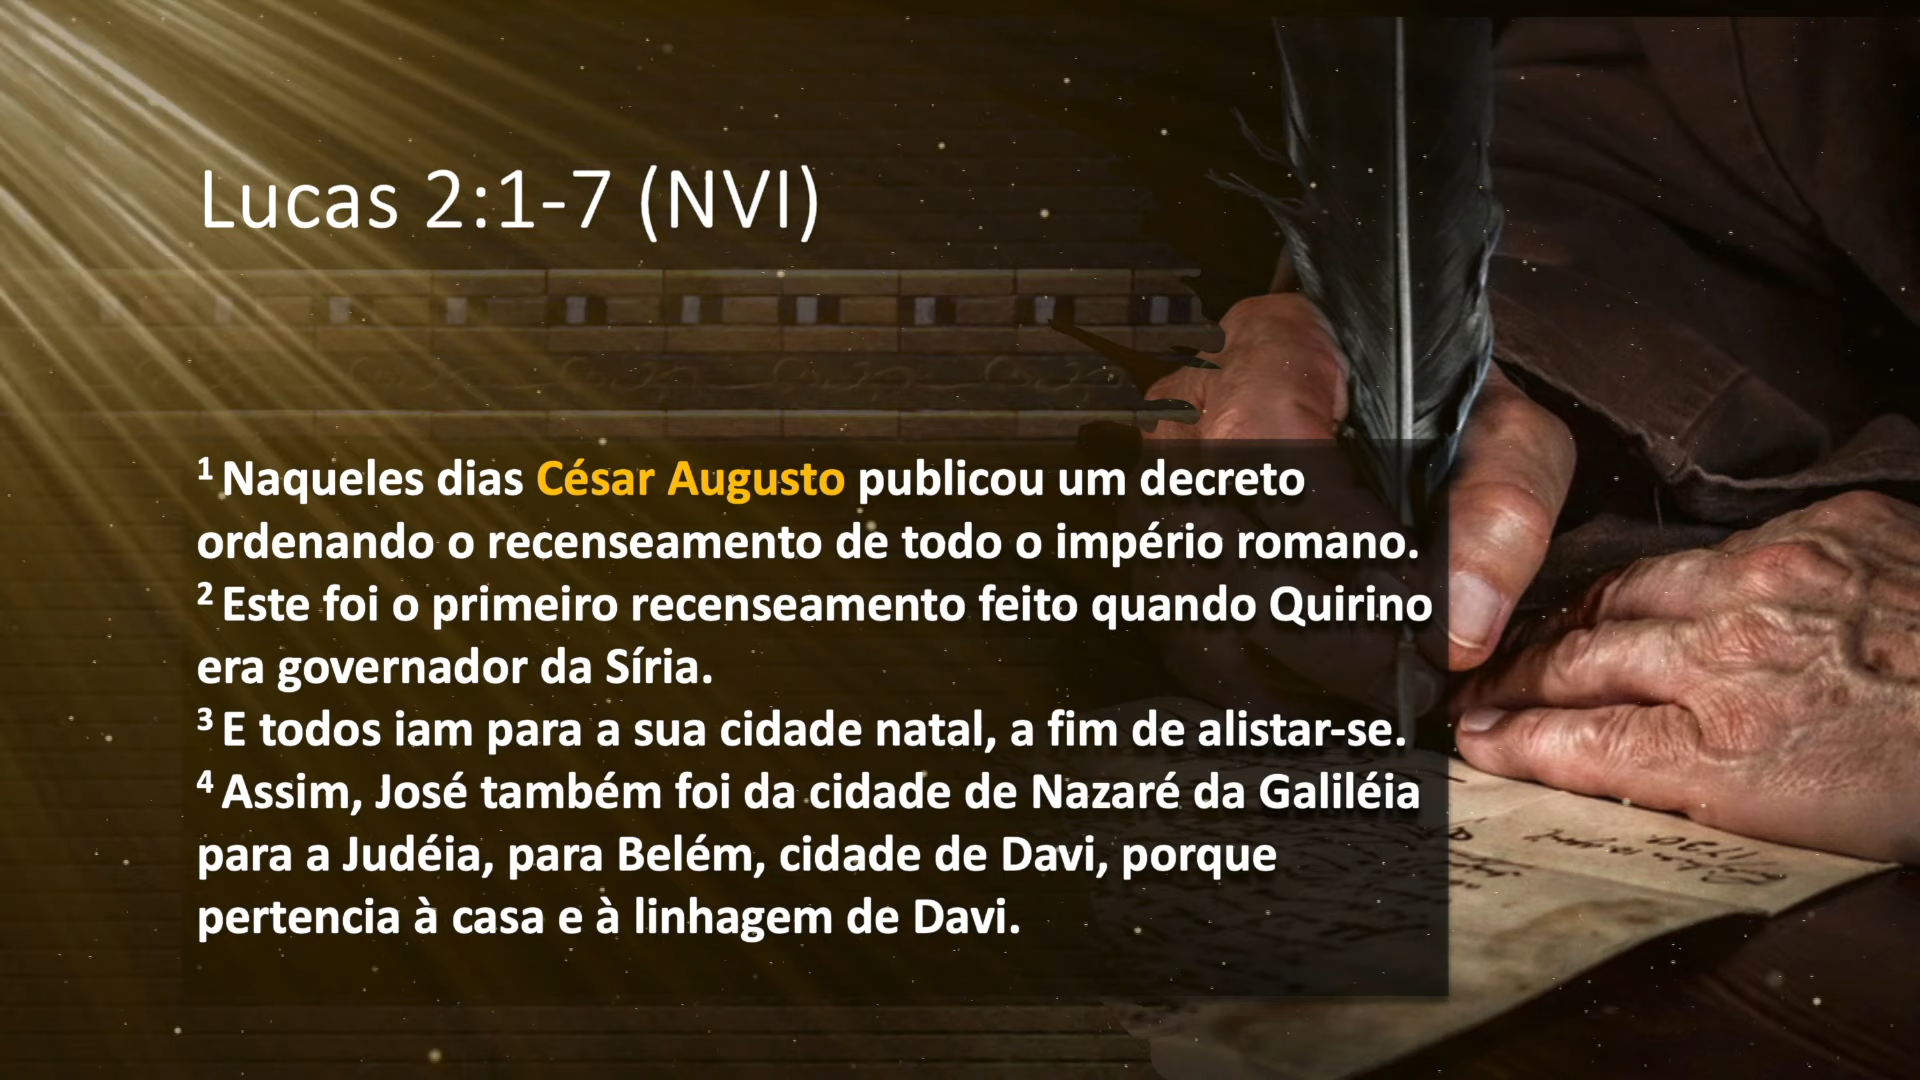 Lucas 2:1-7 (NVI)
1 Naqueles dias César Augusto publicou um decreto
ordenando o recenseamento de todo o império romano.
2 Este foi o primeiro recenseamento feito quando Quirino
era governador da Síria.
3 E todos iam para a sua cidade natal, a fim de alistar-se.
4 Assim, José também foi da cidade de Nazaré da Galiléia
para a Judéia, para Belém, cidade de Davi, porque
pertencia à casa e à linhagem de Davi.